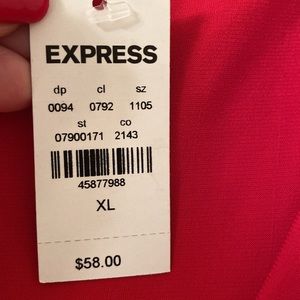 EXPRESS
dp cl sz
0094 0792 1105
st co
07900171 2143
45877988
XL
$58.00